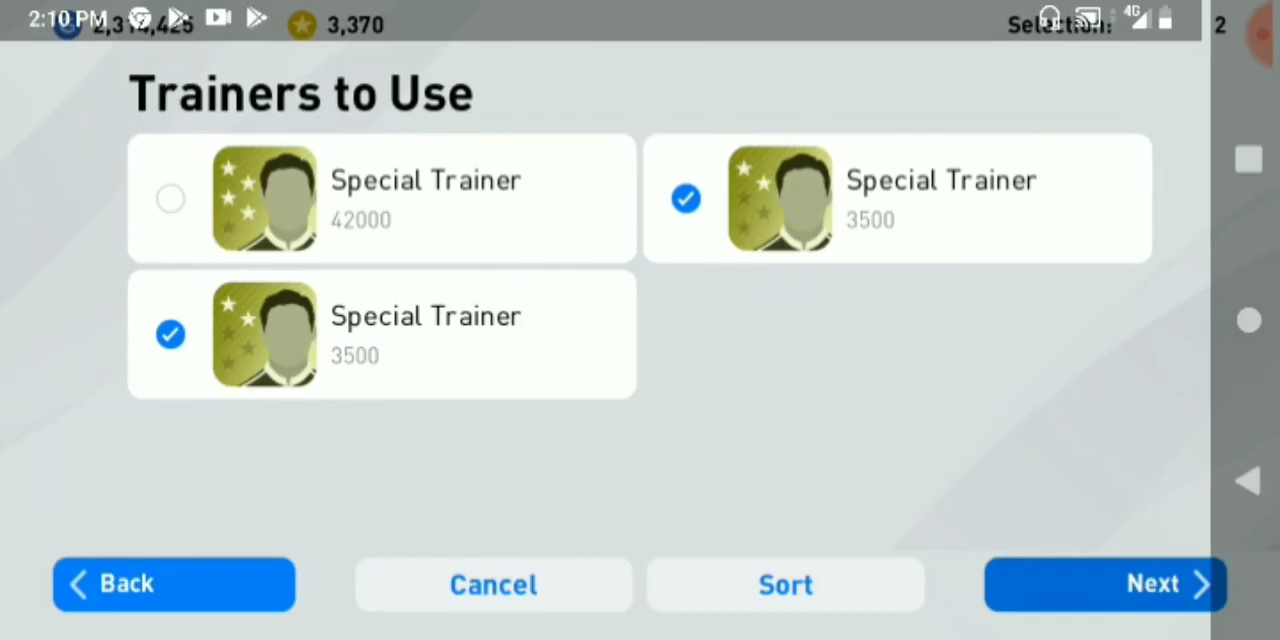 2:10 PM
3,370
4G
2
Trainers to Use
Special Trainer
42000
Special Trainer
3500
Special Trainer
3500
Back
Cancel
Sort
Next